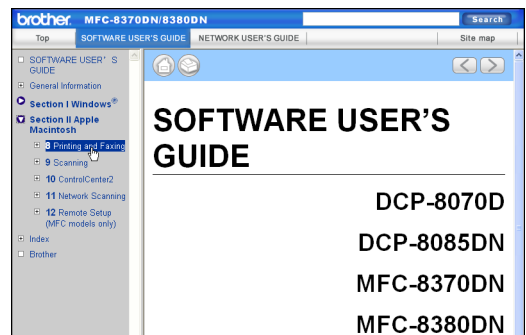 brother MFC-8370DN/8380DN
Search
Top SOFTWARE USER'S GUIDE NETWORK USER'S GUIDE Site map
SOFTWARE USER' S
GUIDE
General Information
Section I Windows®
Section II Apple
Macintosh
8 Printing and Faxing
9 Scanning
10 ControlCenter2
11 Network Scanning
12 Remote Setup
(MFC models only)
Index
Brother
SOFTWARE USER'S
GUIDE
DCP-8070D
DCP-8085DN
MFC-8370DN
MFC-8380DN